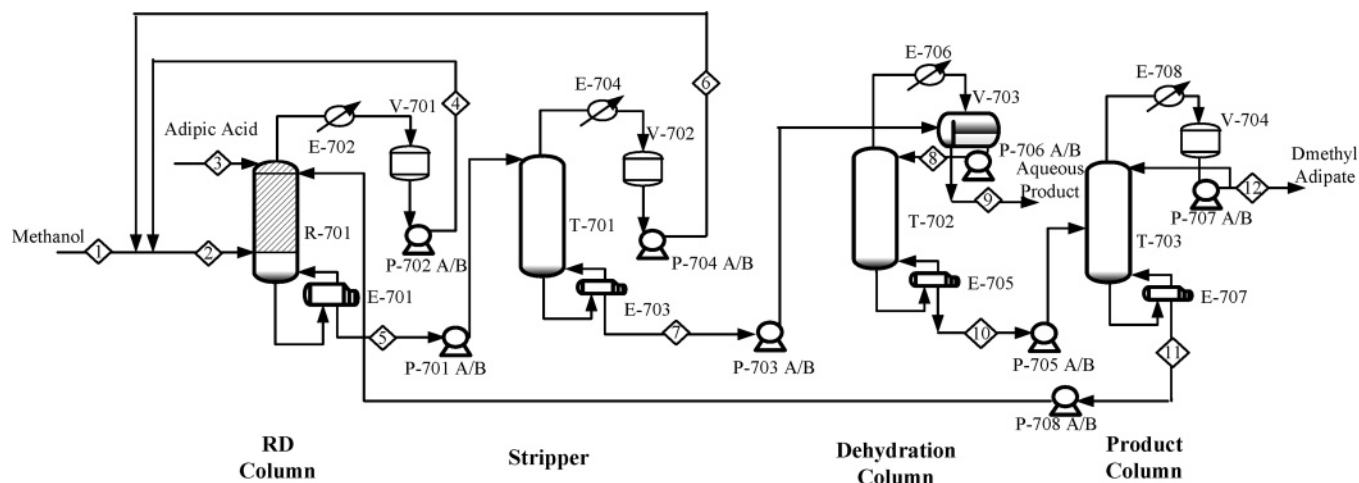 6
E-706
E-708
4
E-704
V-701
V-703
V-704
Adipic Acid
E-702
V-702
3
8
P-706 A/B
Dmethyl
Adipate
Aqueous
Product
12
9
P-707 A/B
T-702
T-701
T-703
Methanol
R-701
1
2
P-702 A/B
P-704 A/B
E-701
E-703
E-705
E-707
5
7
10
11
P-701 A/B
P-703 A/B
P-705 A/B
P-708 A/B
RD
Column
Stripper
Dehydration
Column
Product
Column